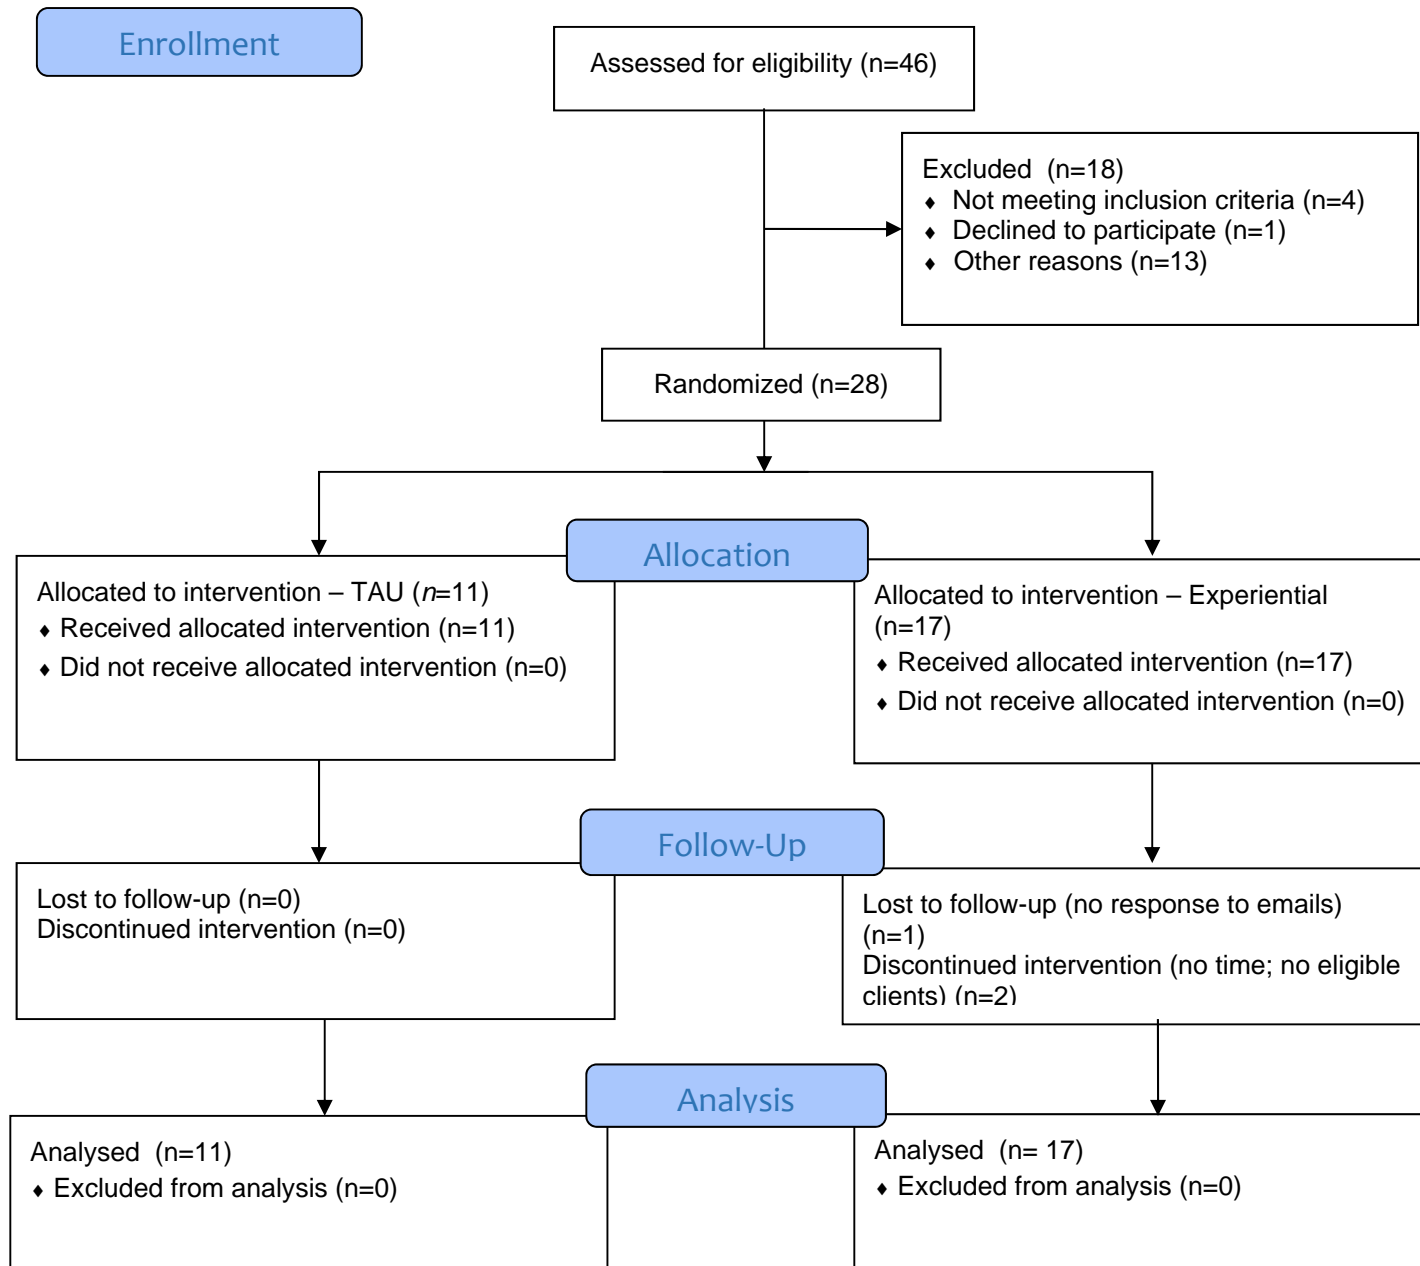 Enrollment
Assessed for eligibility (n=46)
Excluded  (n=18)
♦ Not meeting inclusion criteria (n=4)
♦ Declined to participate (n=1)
♦ Other reasons (n=13)
Randomized (n=28)
Allocation
Allocated to intervention – TAU (n=11)
♦ Received allocated intervention (n=11)
♦ Did not receive allocated intervention (n=0)
Allocated to intervention – Experiential
(n=17)
♦ Received allocated intervention (n=17)
♦ Did not receive allocated intervention (n=0)
Follow-Up
Lost to follow-up (n=0)
Discontinued intervention (n=0)
Lost to follow-up (no response to emails)
(n=1)
Discontinued intervention (no time; no eligible
clients) (n=2)
Analysis
Analysed  (n=11)
♦ Excluded from analysis (n=0)
Analysed  (n= 17)
♦ Excluded from analysis (n=0)